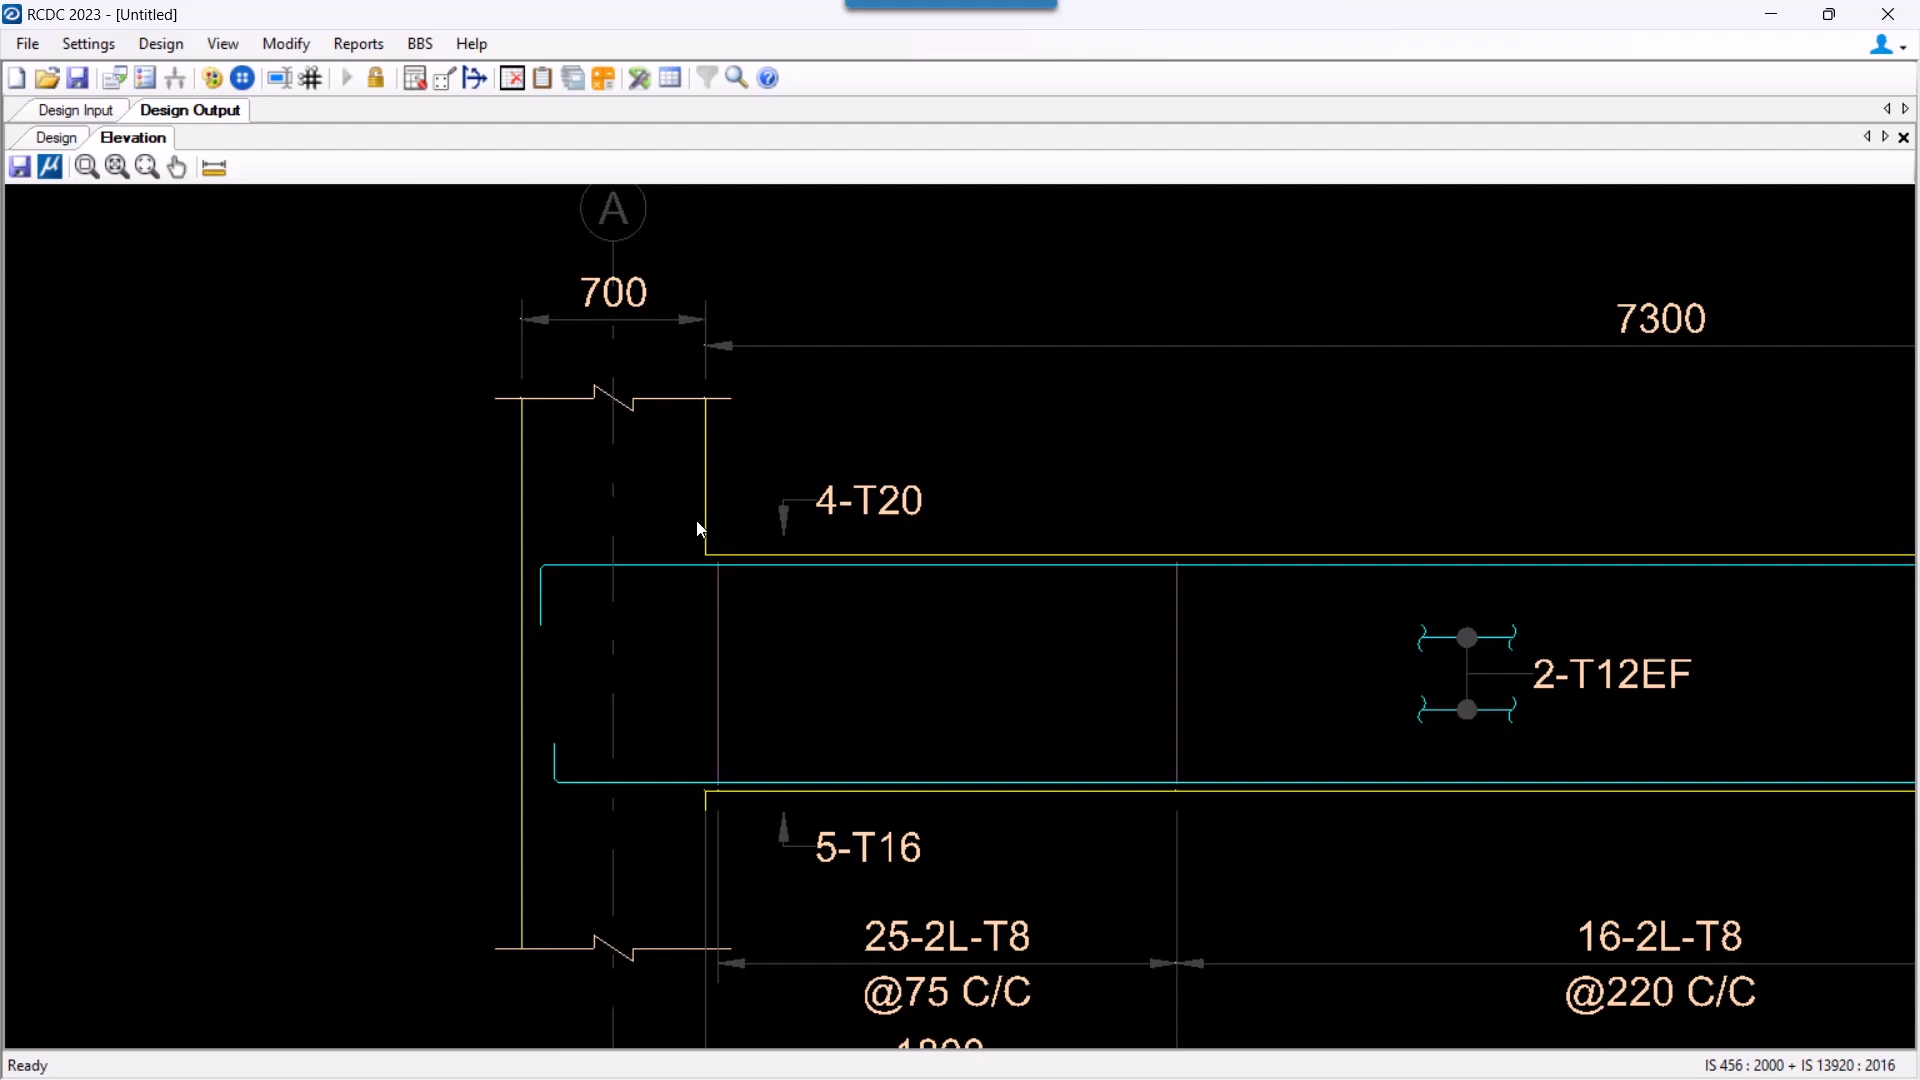 RCDC 2023 - [Untitled]
File Settings Design View Modify Reports BBS Help
Design Input Design Output
Design Elevation
A
700
7300
4-T20
2-T12EF
5-T16
25-2L-T8
@75 C/C
16-2L-T8
@220 C/C
1800
Ready
IS 456 : 2000 + IS 13920 : 2016